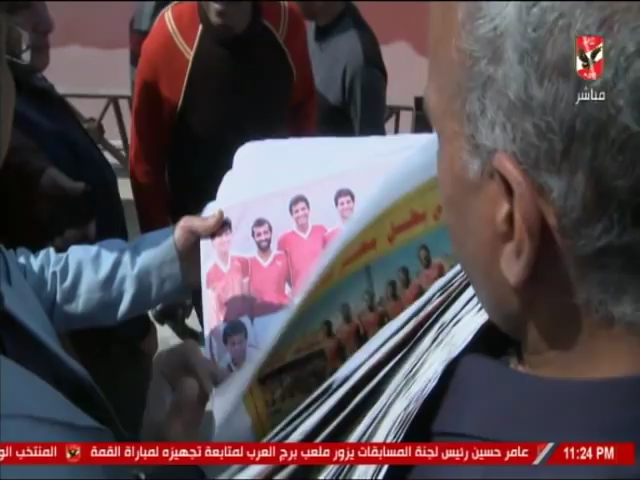 مباشر
بطل
عامر حسين رئيس لجنة المسابقات يزور ملعب برج العرب لمتابعة تجهيزه لمباراة القمة
المنتخب الو
11:24 PM